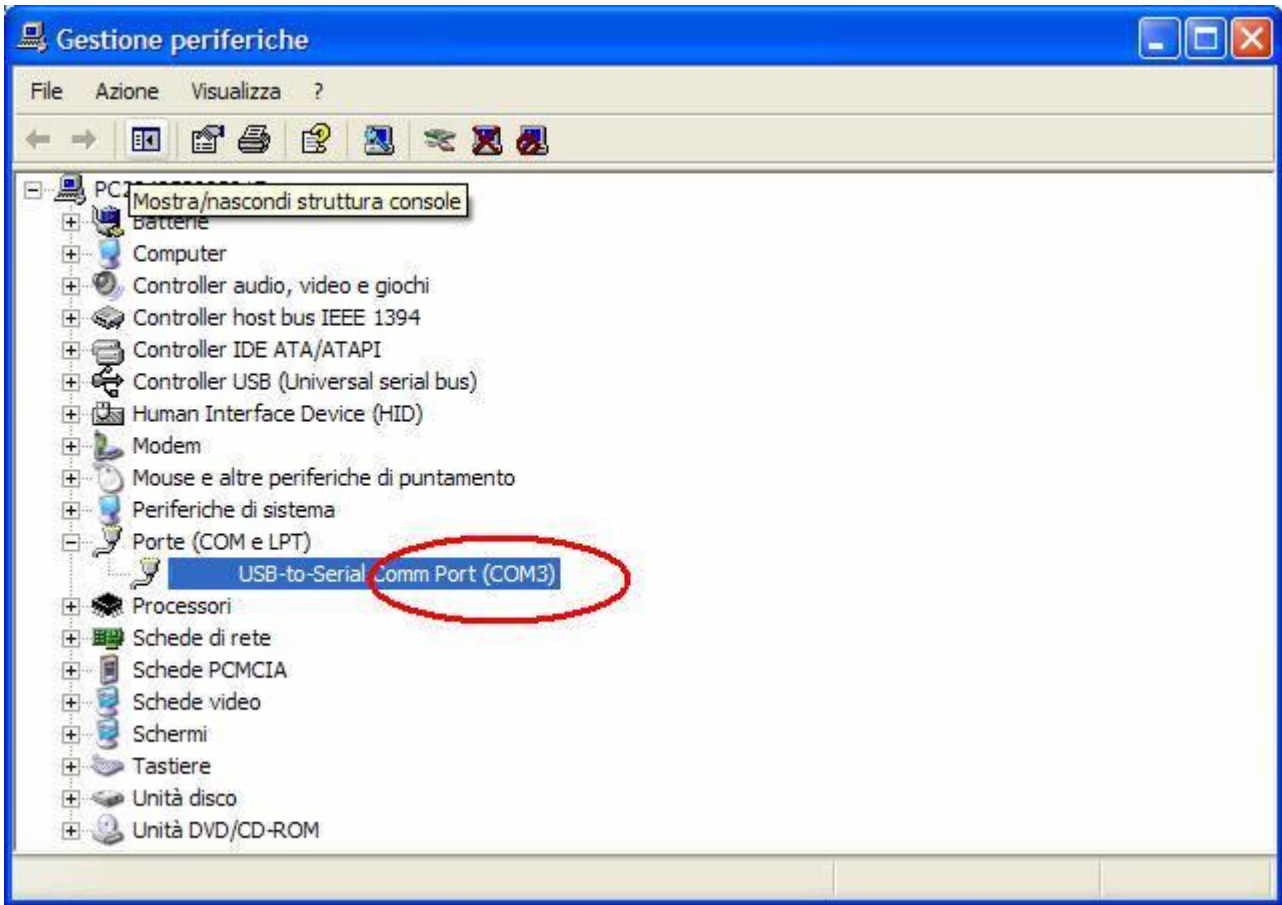 Gestione periferiche
File Azione Visualizza ?
Mostra/nascondi struttura console
Batterie
Computer
Controller audio, video e giochi
Controller host bus IEEE 1394
Controller IDE ATA/ATAPI
Controller USB (Universal serial bus)
Human Interface Device (HID)
Modem
Mouse e altre periferiche di puntamento
Periferiche di sistema
Porte (COM e LPT)
USB-to-Serial Comm Port (COM3)
Processori
Schede di rete
Schede PCMCIA
Schede video
Schermi
Tastiere
Unità disco
Unità DVD/CD-ROM